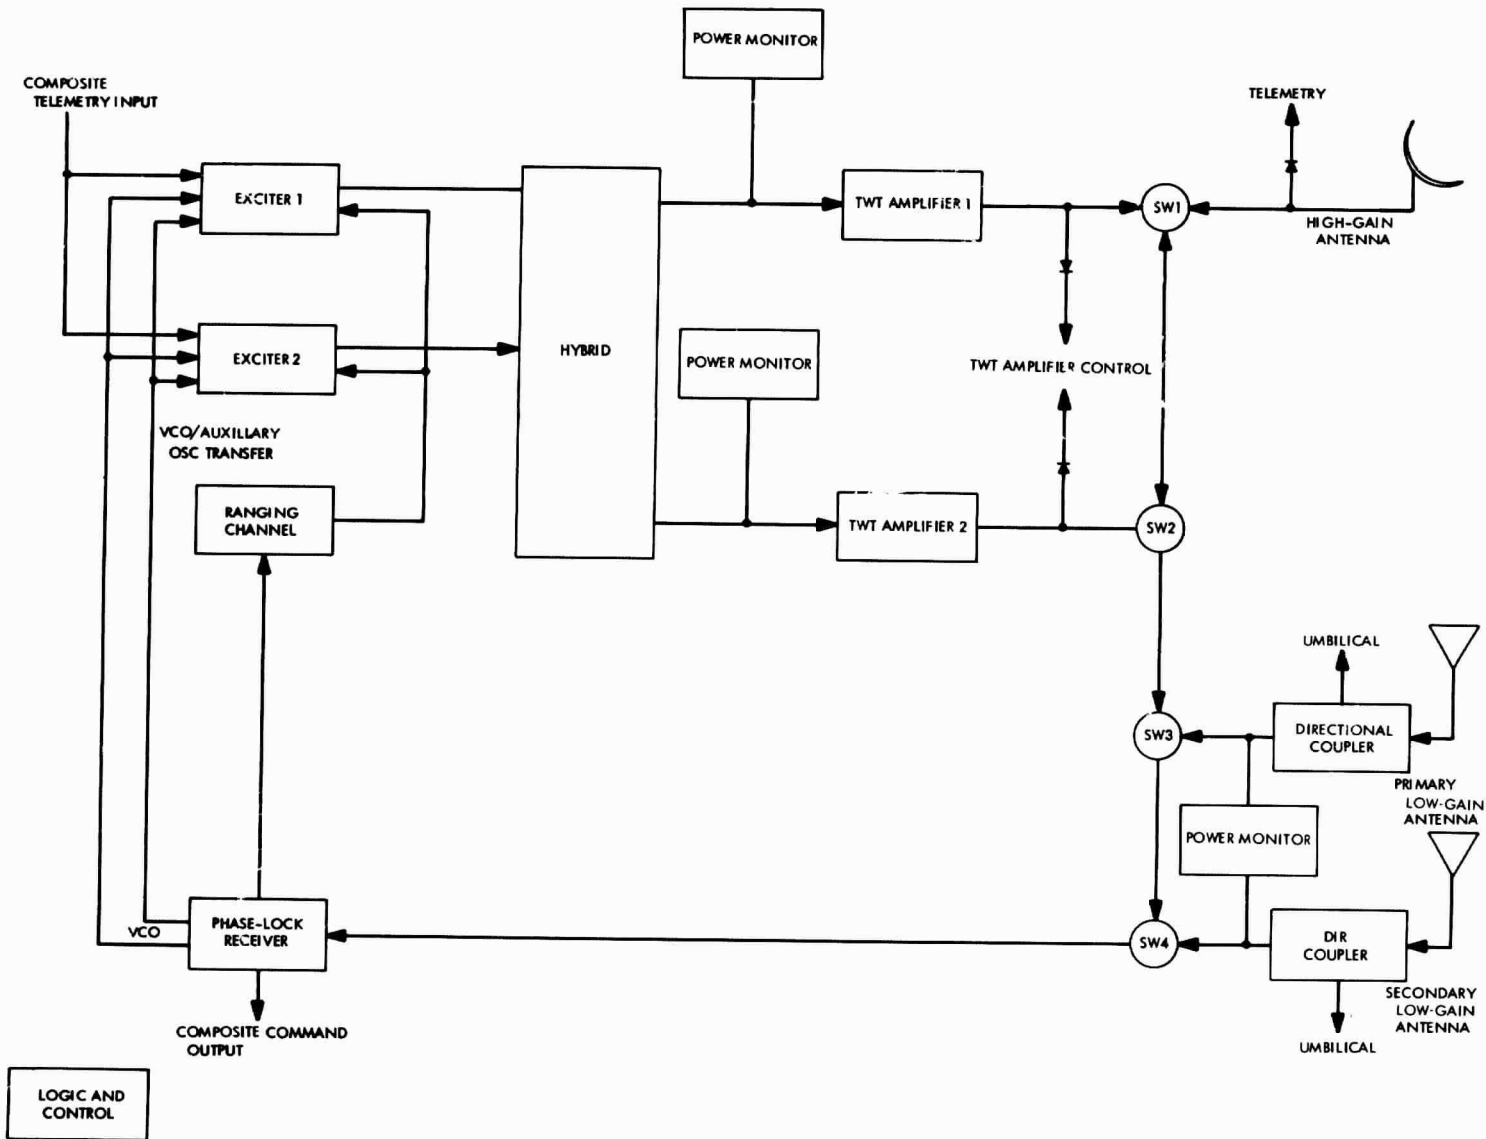 POWER MONITOR
COMPOSITE
TELEMETRY INPUT
TELEMETRY
EXCITER 1
TWT AMPLIFIER 1
SW1
HIGH-GAIN
ANTENNA
EXCITER 2
HYBRID
POWER MONITOR
TWT AMPLIFIER CONTROL
VCO/AUXILLARY
OSC TRANSFER
RANGING
CHANNEL
TWT AMPLIFIER 2
SW2
UMBILICAL
SW3
DIRECTIONAL
COUPLER
PRIMARY
LOW-GAIN
ANTENNA
POWER MONITOR
VCO
PHASE-LOCK
RECEIVER
SW4
DIR
COUPLER
SECONDARY
LOW-GAIN
ANTENNA
COMPOSITE COMMAND
OUTPUT
UMBILICAL
LOGIC AND
CONTROL